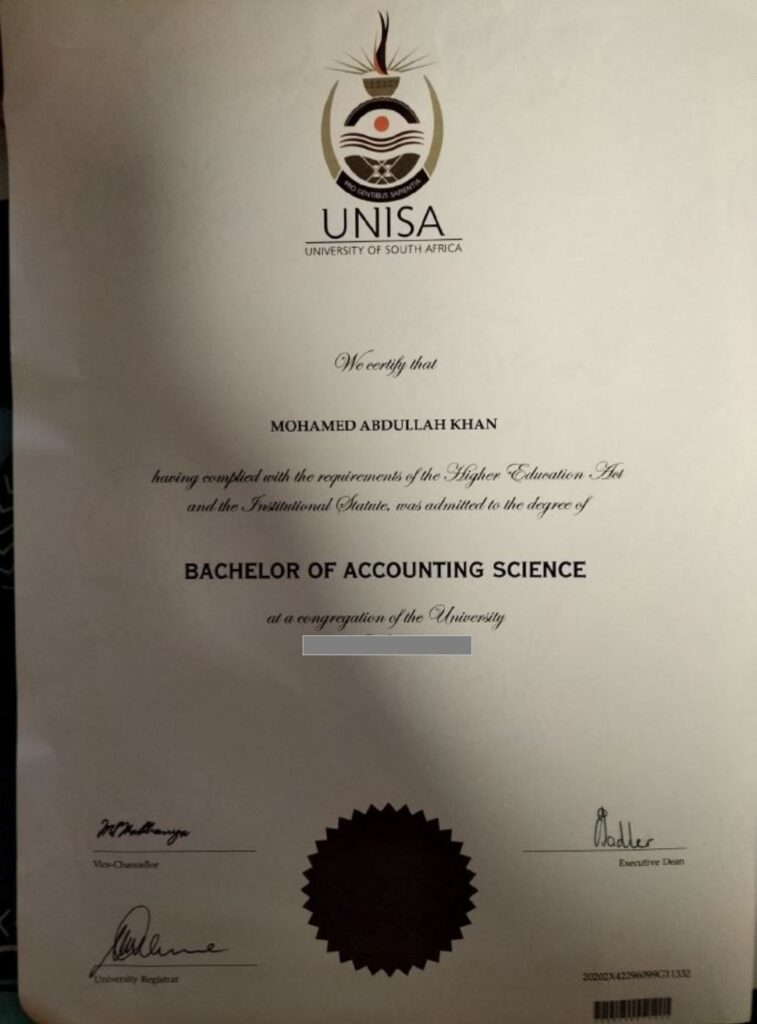 PRO GENTIBUS SAPIENTIA
UNISA
UNIVERSITY OF SOUTH AFRICA
We certify that
MOHAMED ABDULLAH KHAN
having complied with the requirements of the Higher Education Act
and the Institutional Statute, was admitted to the degree of
BACHELOR OF ACCOUNTING SCIENCE
at a congregation of the University
Vice-Chancellor
Executive Dean
University Registrar
20202X42296099G11332